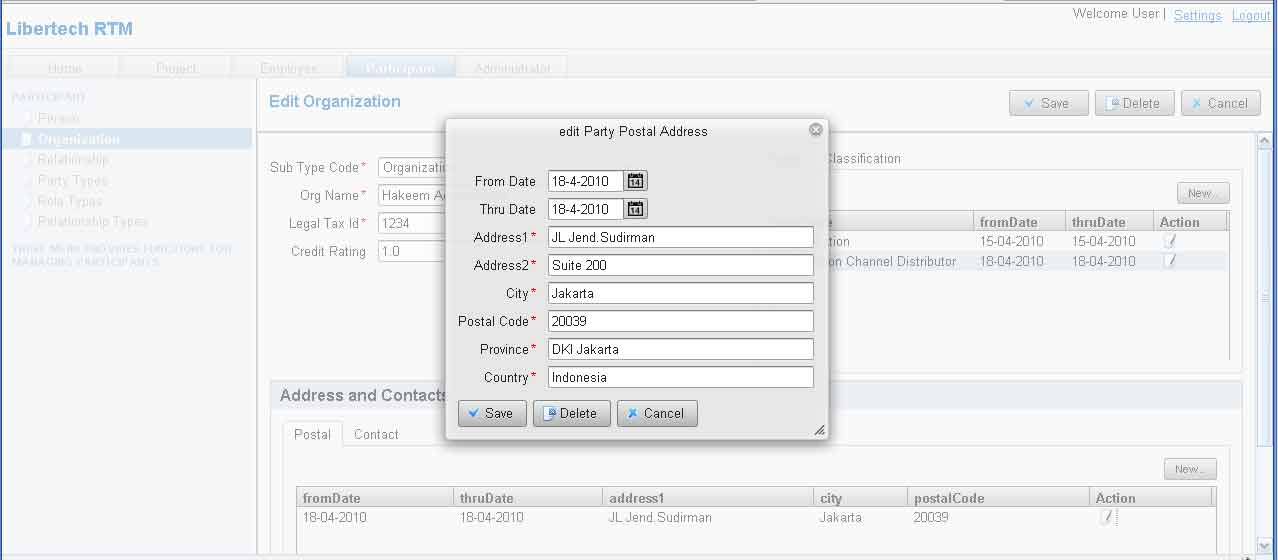 Welcome User | Settings Logout
Libertech RTM
Home Project Employee Participant Administrator
PARTICIPANT
Person
Organization
Relationship
Party Types
Role Types
Relationship Types
THESE MENU PROVIDES FUNCTIONS FOR
MANAGING PARTICIPANTS
Edit Organization
Save Delete Cancel
Sub Type Code* Organizatio
Org Name* Hakeem A
Legal Tax Id* 1234
Credit Rating 1.0
Classification
New...
fromDate thruDate Action
tion 15-04-2010 15-04-2010
on Channel Distributor 18-04-2010 18-04-2010
edit Party Postal Address
From Date 18-4-2010 14
Thru Date 18-4-2010 14
Address1* JL Jend.Sudirman
Address2* Suite 200
City* Jakarta
Postal Code* 20039
Province* DKI Jakarta
Country* Indonesia
Save Delete Cancel
Address and Contacts
Postal Contact
New...
fromDate thruDate address1 city postalCode Action
18-04-2010 18-04-2010 JL Jend.Sudirman Jakarta 20039